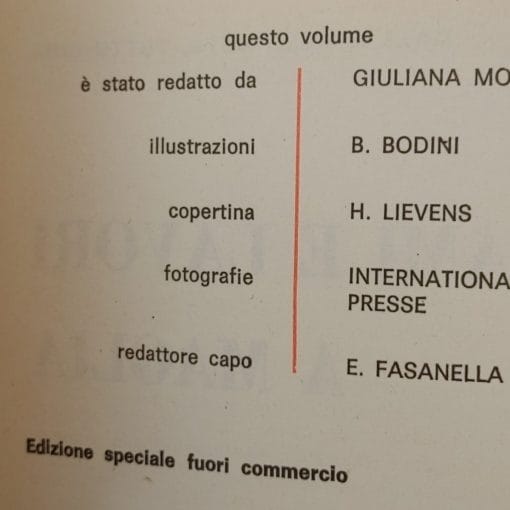 questo volume
è stato redatto da GIULIANA MO
illustrazioni B. BODINI
copertina H. LIEVENS
fotografie INTERNATIONA
PRESSE
redattore capo E. FASANELLA
Edizione speciale fuori commercio